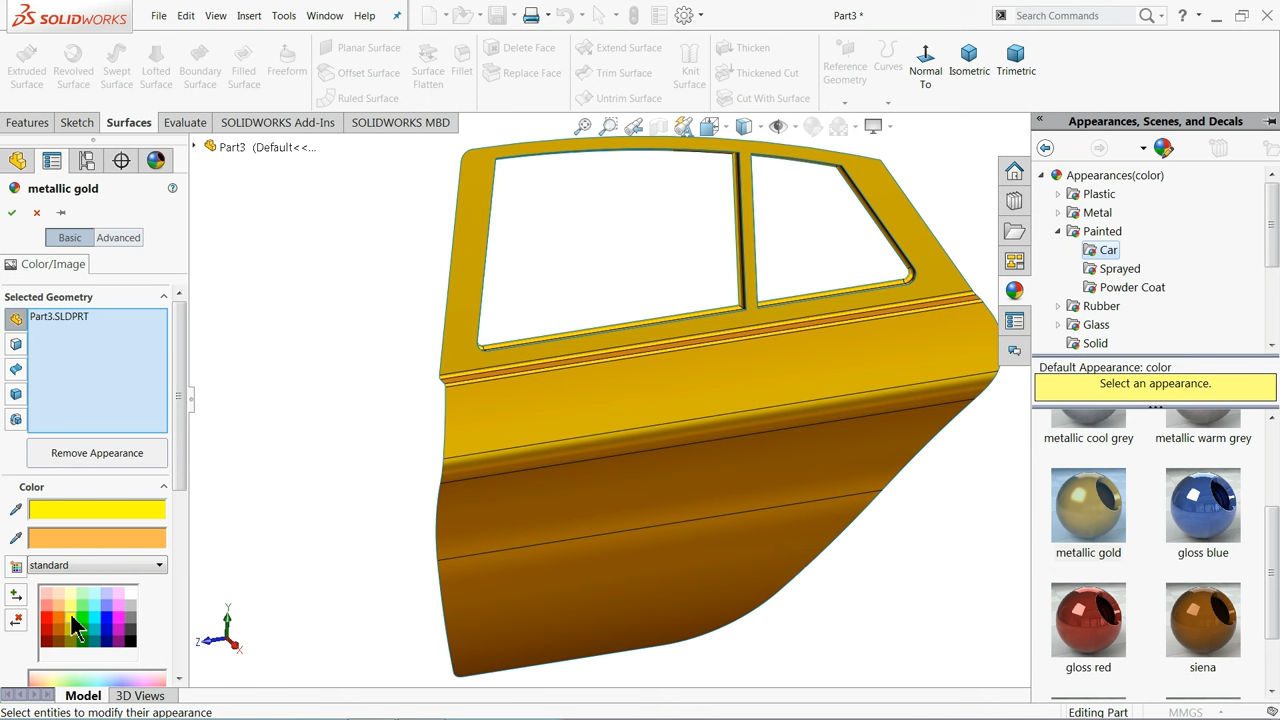 SOLIDWORKS
File Edit View Insert Tools Window Help
Part3 *
Search Commands
Extruded Surface
Revolved Surface
Swept Surface
Lofted Surface
Boundary Surface
Filled Surface
Freeform
Planar Surface
Offset Surface
Ruled Surface
Surface Flatten
Fillet
Delete Face
Replace Face
Extend Surface
Trim Surface
Untrim Surface
Knit Surface
Thicken
Thickened Cut
Cut With Surface
Reference Geometry
Curves
Normal To
Isometric
Trimetric
Features Sketch Surfaces Evaluate SOLIDWORKS Add-Ins SOLIDWORKS MBD
Part3 (Default<<...
metallic gold
Basic Advanced
Color/Image
Selected Geometry
Part3.SLDPRT
Remove Appearance
Color
standard
Y
Z
X
Appearances, Scenes, and Decals
Appearances(color)
Plastic
Metal
Painted
Car
Sprayed
Powder Coat
Rubber
Glass
Solid
Default Appearance: color
Select an appearance.
metallic cool grey
metallic warm grey
metallic gold
gloss blue
gloss red
siena
Model 3D Views
Select entities to modify their appearance
Editing Part
MMGS